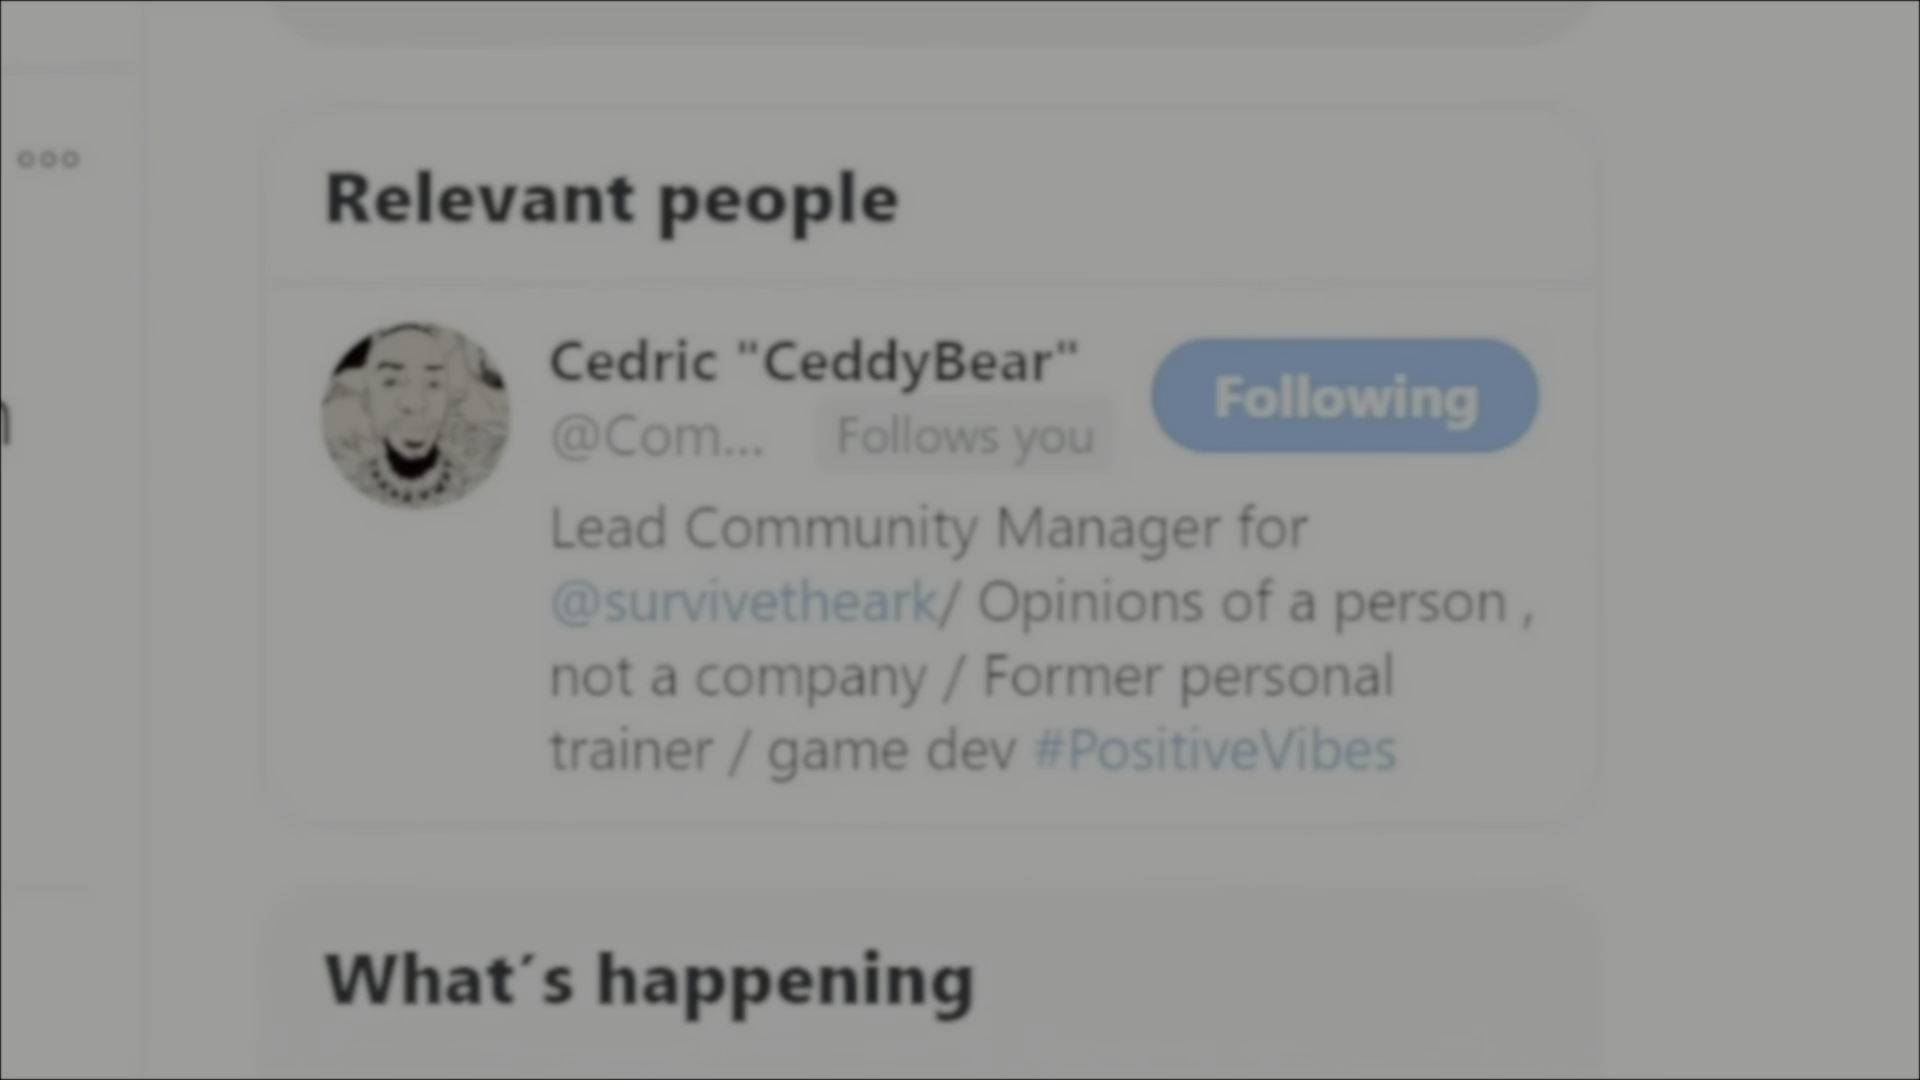 Relevant people
Cedric "CeddyBear"
@Com... Follows you
Following
Lead Community Manager for
@survivetheark/ Opinions of a person ,
not a company / Former personal
trainer / game dev #PositiveVibes
What´s happening